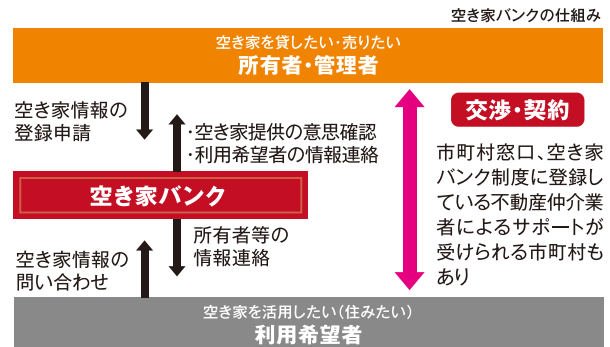 空き家バンクの仕組み
空き家を貸したい・売りたい
所有者・管理者
空き家情報の
登録申請
・空き家提供の意思確認
・利用希望者の情報連絡
交渉・契約
市町村窓口、空き家
バンク制度に登録し
ている不動産仲介業
者によるサポートが
受けられる市町村も
あり
空き家バンク
所有者等の
情報連絡
空き家情報の
問い合わせ
空き家を活用したい（住みたい）
利用希望者